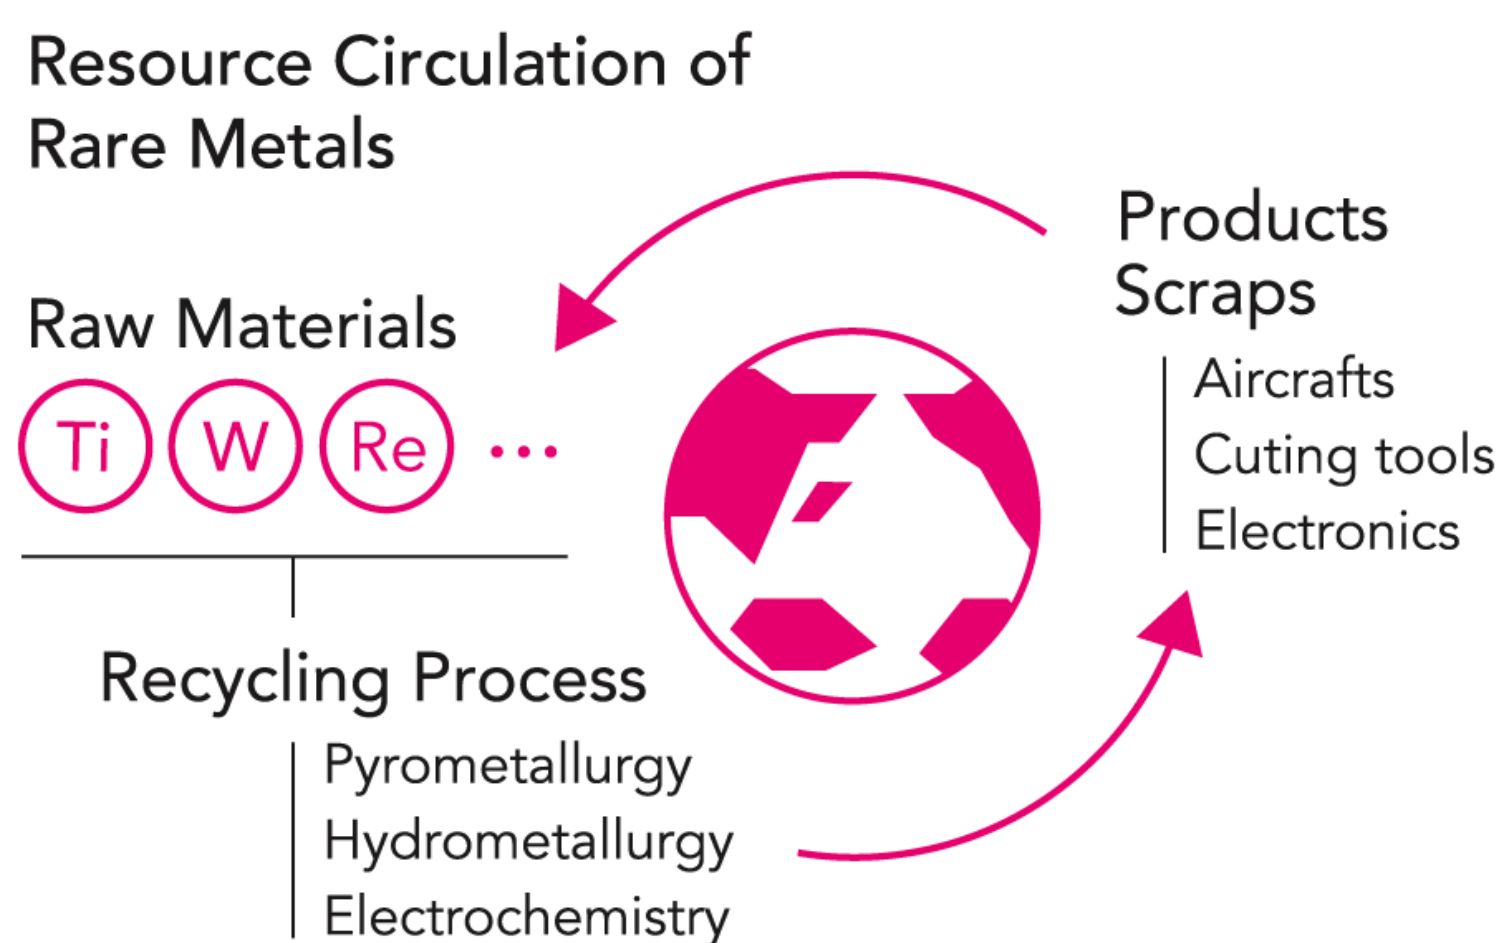 Resource Circulation of
Rare Metals
Raw Materials
Ti W Re ...
Recycling Process
Pyrometallurgy
Hydrometallurgy
Electrochemistry
Products
Scraps
Aircrafts
Cuting tools
Electronics